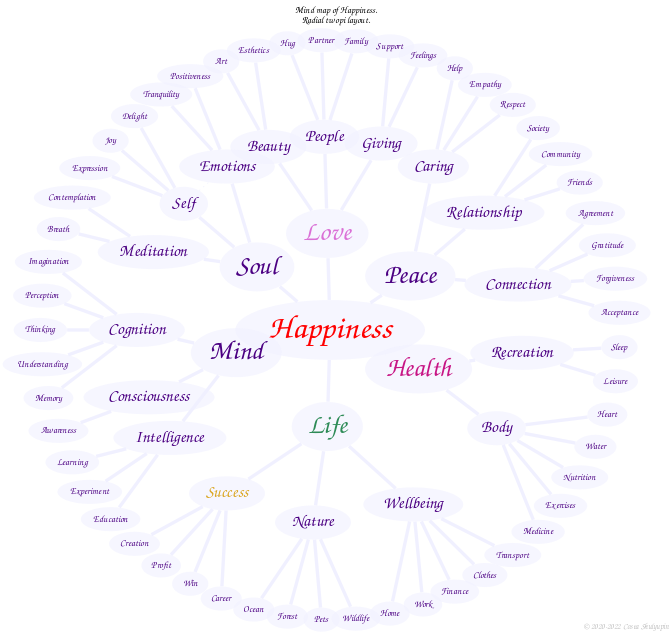 Mind map of Happiness.
Radial twopi layout.
Hug
Partner
Family
Support
Feelings
Esthetics
Art
Help
Positiveness
Empathy
Tranquility
Respect
Delight
Society
Beauty
People
Giving
Joy
Community
Emotions
Caring
Expression
Friends
Contemplation
Self
Relationship
Agreement
Breath
Love
Gratitude
Meditation
Imagination
Soul
Peace
Connection
Forgiveness
Perception
Acceptance
Thinking
Cognition
Happiness
Mind
Recreation
Sleep
Understanding
Health
Leisure
Memory
Consciousness
Heart
Awareness
Intelligence
Life
Body
Water
Learning
Nutrition
Experiment
Success
Wellbeing
Exercises
Education
Nature
Medicine
Creation
Transport
Profit
Clothes
Win
Finance
Career
Work
Ocean
Home
Forest
Pets
Wildlife